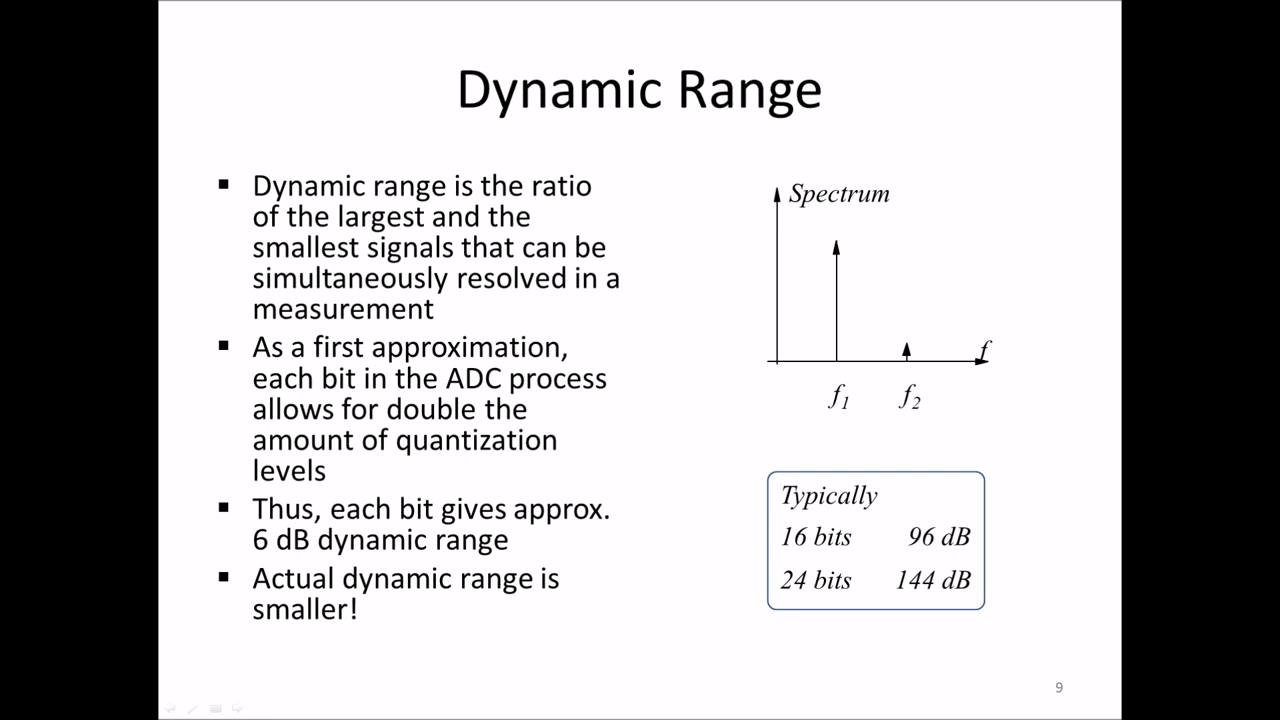 Dynamic Range
▪ Dynamic range is the ratio
of the largest and the
smallest signals that can be
simultaneously resolved in a
measurement
▪ As a first approximation,
each bit in the ADC process
allows for double the
amount of quantization
levels
▪ Thus, each bit gives approx.
6 dB dynamic range
▪ Actual dynamic range is
smaller!
Spectrum
f
f1 f2
Typically
16 bits 96 dB
24 bits 144 dB
9